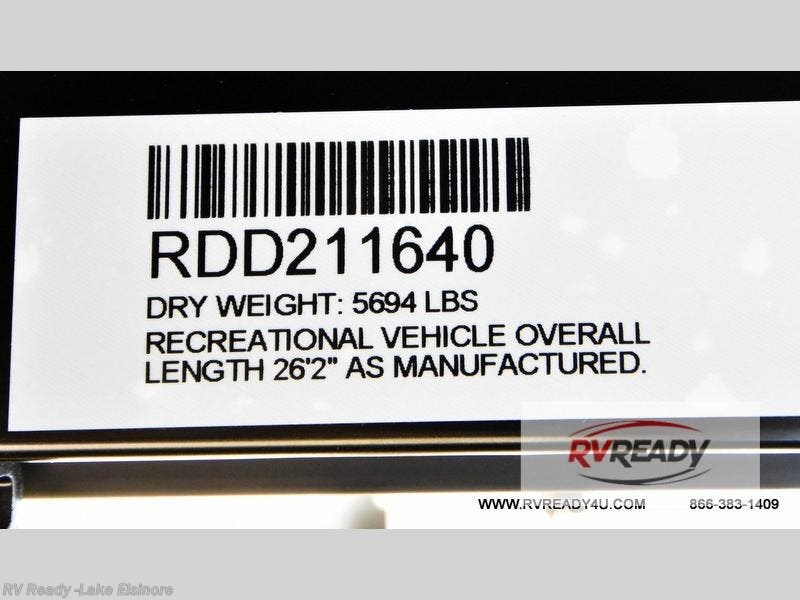 RDD211640
DRY WEIGHT: 5694 LBS
RECREATIONAL VEHICLE OVERALL
LENGTH 26'2" AS MANUFACTURED.
RVREADY
WWW.RVREADY4U.COM 866-383-1409
RV Ready -Lake Elsinore